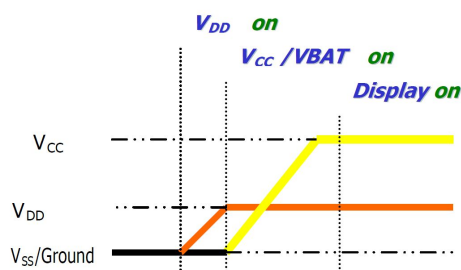 VDD on
VCC /VBAT on
Display on
VCC
VDD
VSS/Ground